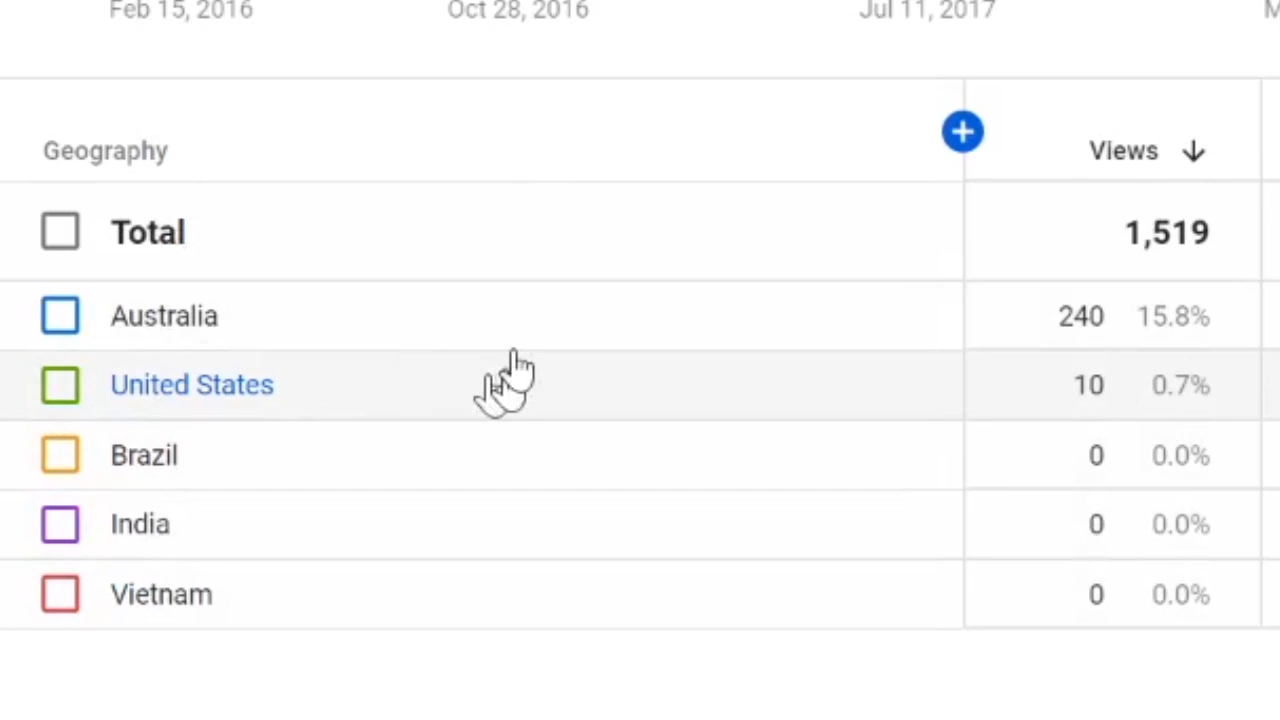 Feb 15, 2016 Oct 28, 2016 Jul 11, 2017
Geography Views
Total 1,519
Australia 240 15.8%
United States 10 0.7%
Brazil 0 0.0%
India 0 0.0%
Vietnam 0 0.0%